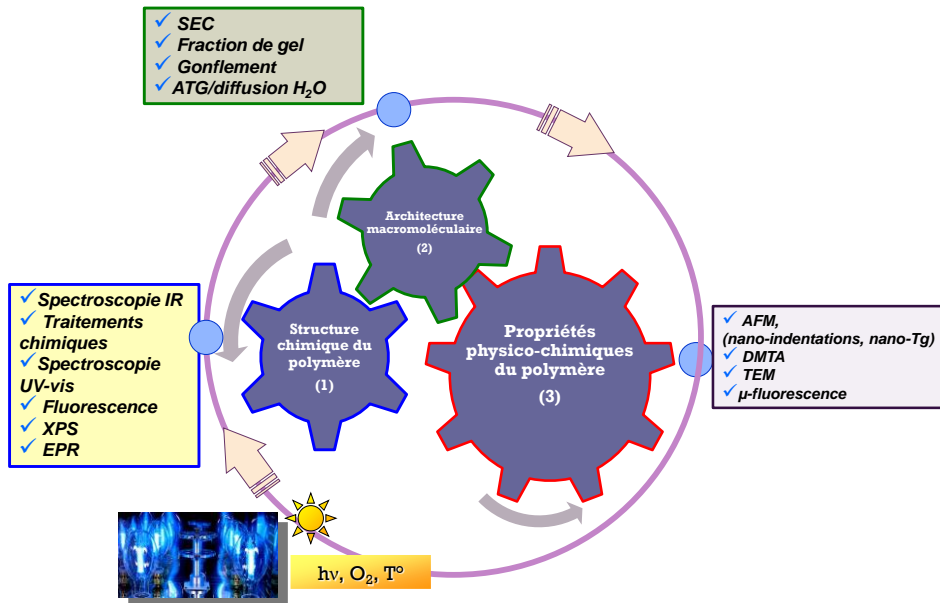 ✓ SEC
✓ Fraction de gel
✓ Gonflement
✓ ATG/diffusion H₂O
Architecture
macromoléculaire
(2)
✓ Spectroscopie IR
✓ Traitements
chimiques
✓ Spectroscopie
UV-vis
✓ Fluorescence
✓ XPS
✓ EPR
Structure
chimique du
polymère
(1)
Propriétés
physico-chimiques
du polymère
(3)
✓ AFM,
(nano-indentations, nano-Tg)
✓ DMTA
✓ TEM
✓ µ-fluorescence
hν, O₂, T°